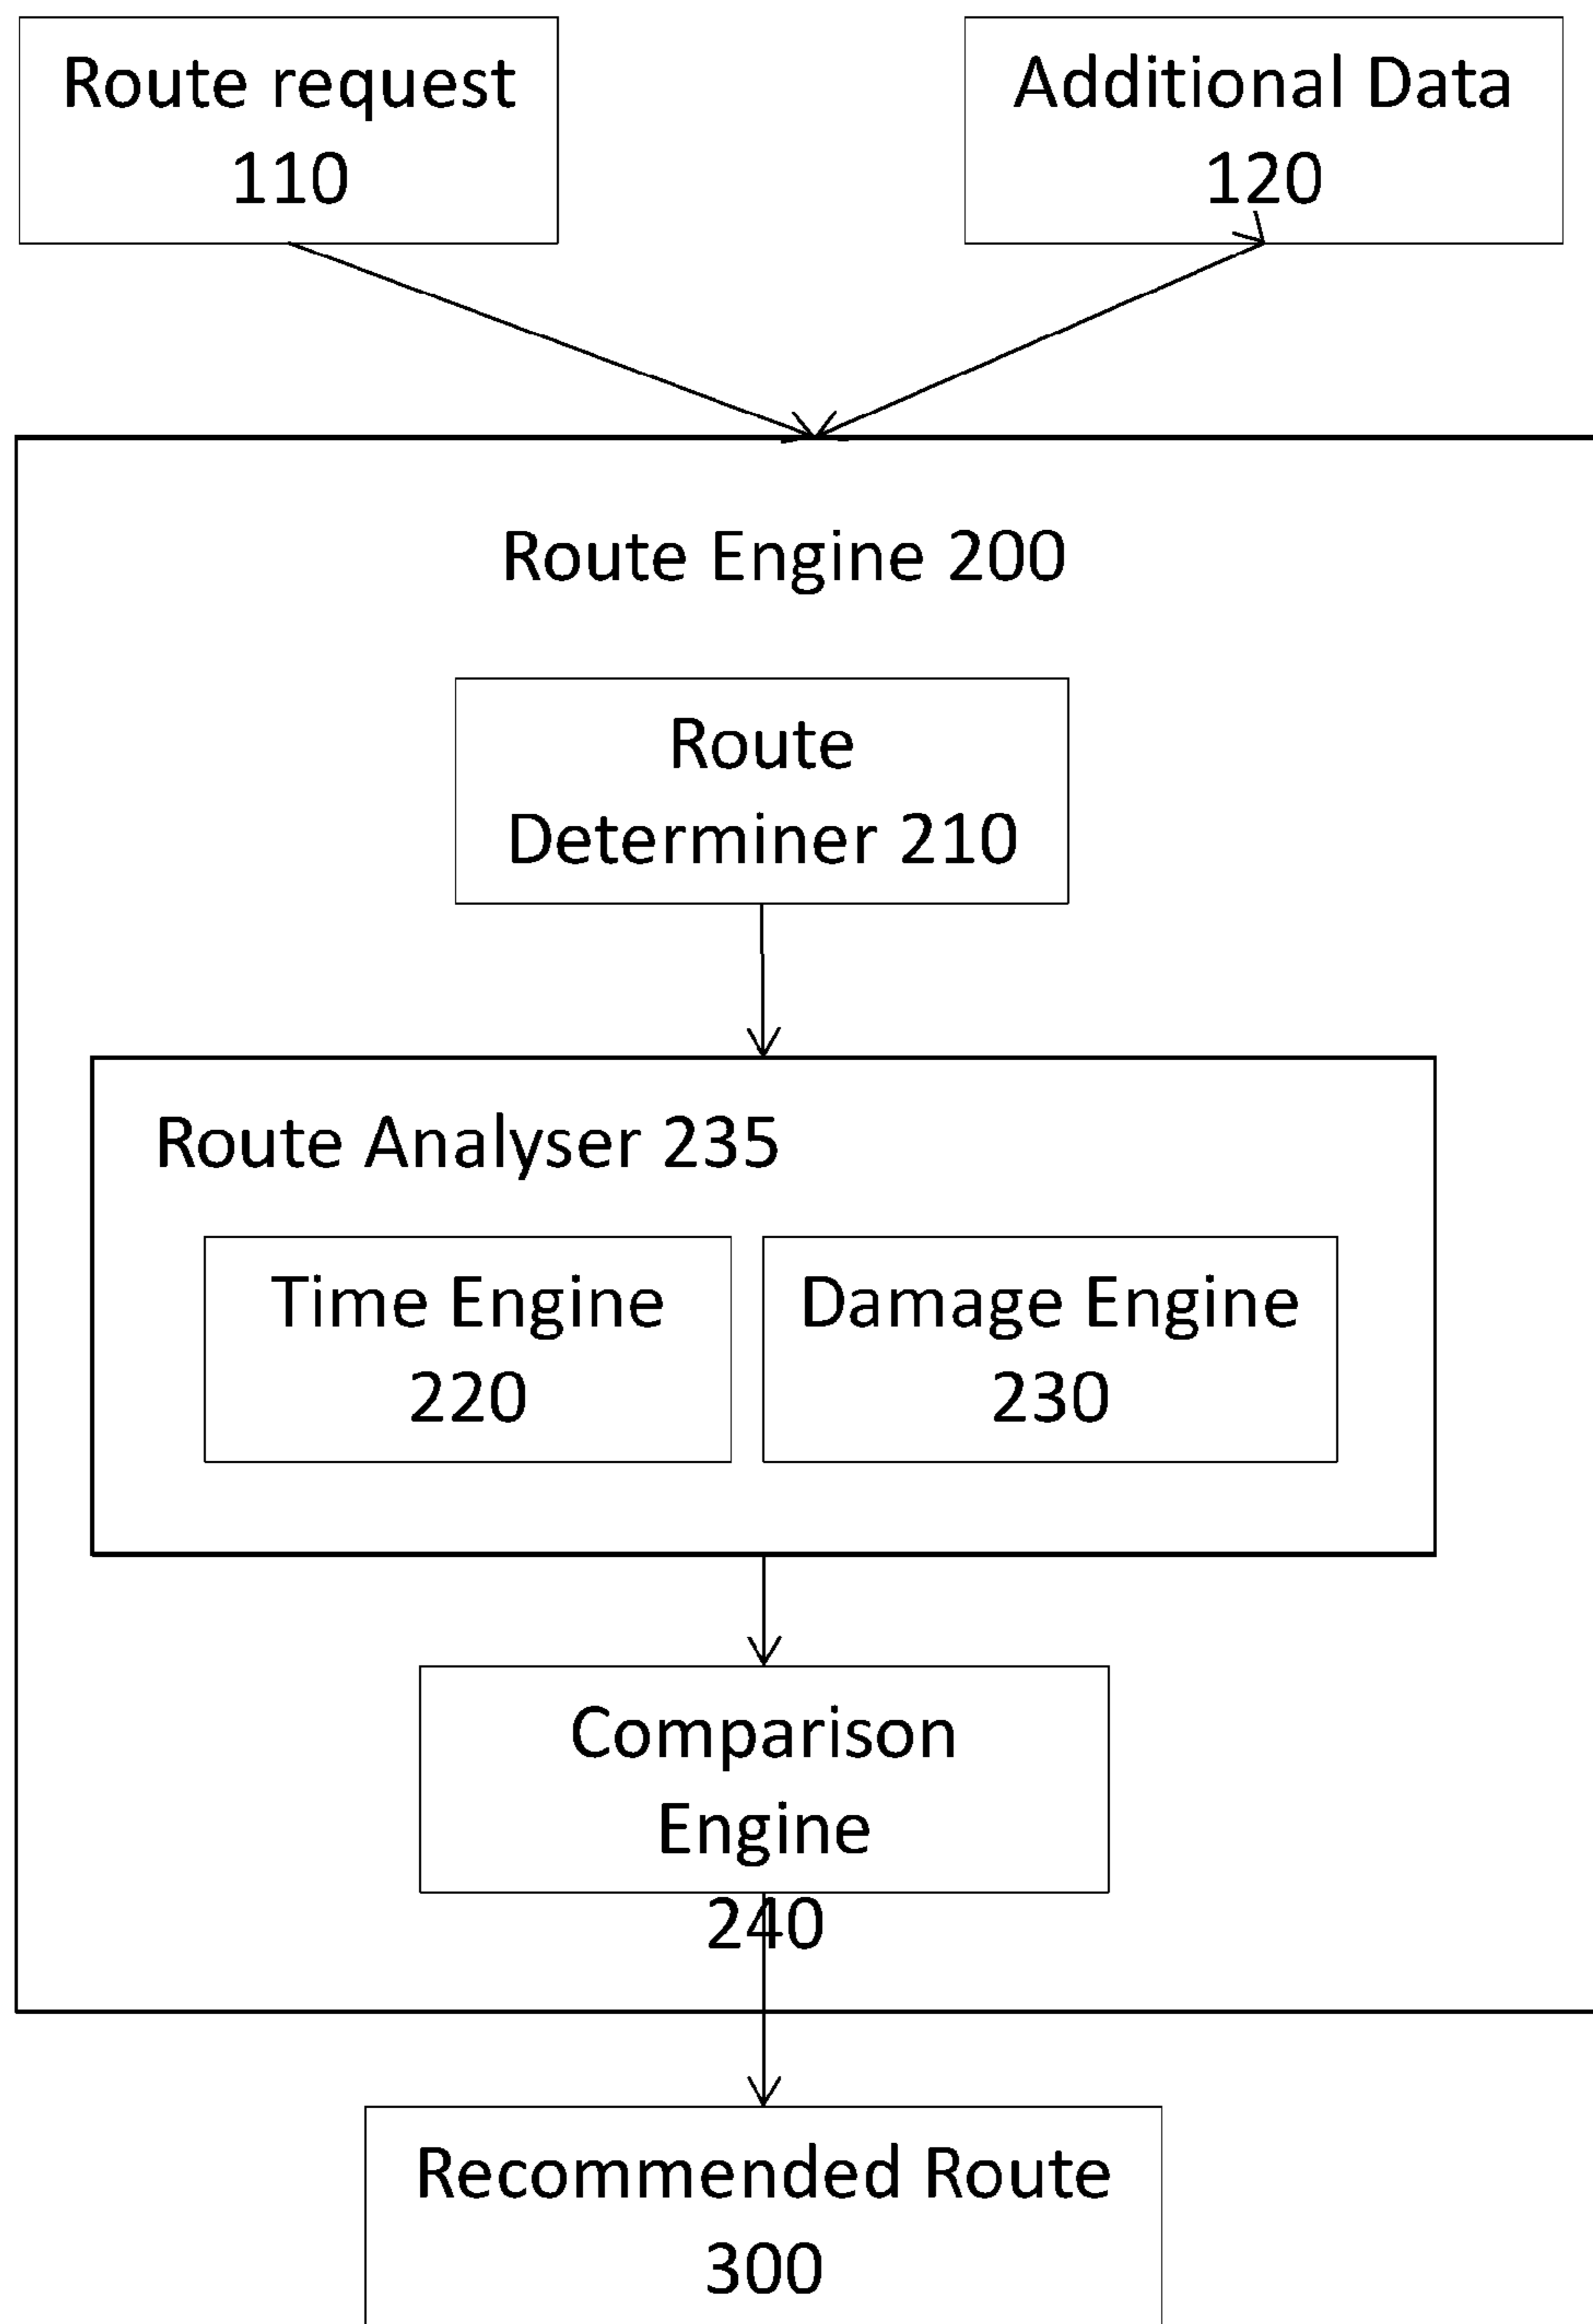 Route request
110
Additional Data
120
Route Engine 200
Route
Determiner 210
Route Analyser 235
Time Engine
220
Damage Engine
230
Comparison
Engine
240
Recommended Route
300